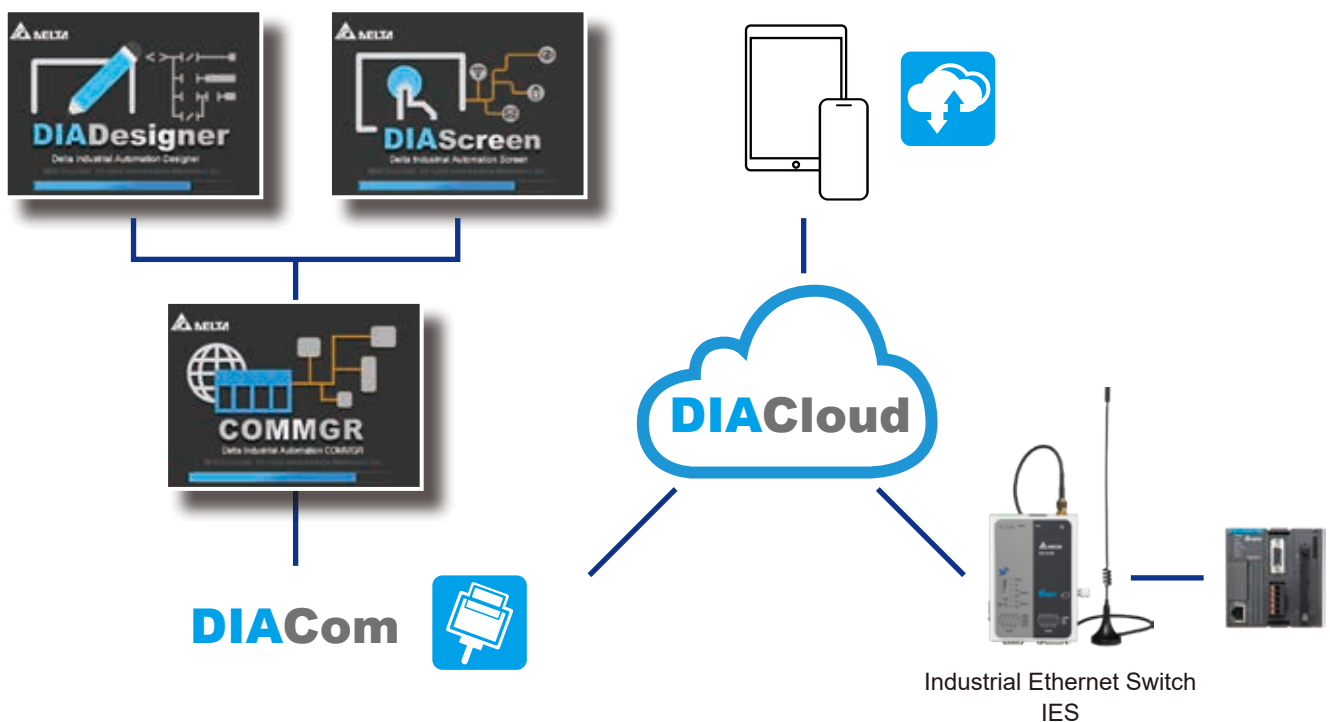 DELTA
DIADesigner
Delta Industrial Automation Designer
DELTA
DIAScreen
Delta Industrial Automation Screen
DELTA
COMMGR
Delta Industrial Automation COMMGR
DIACloud
DIACom
Industrial Ethernet Switch
IES